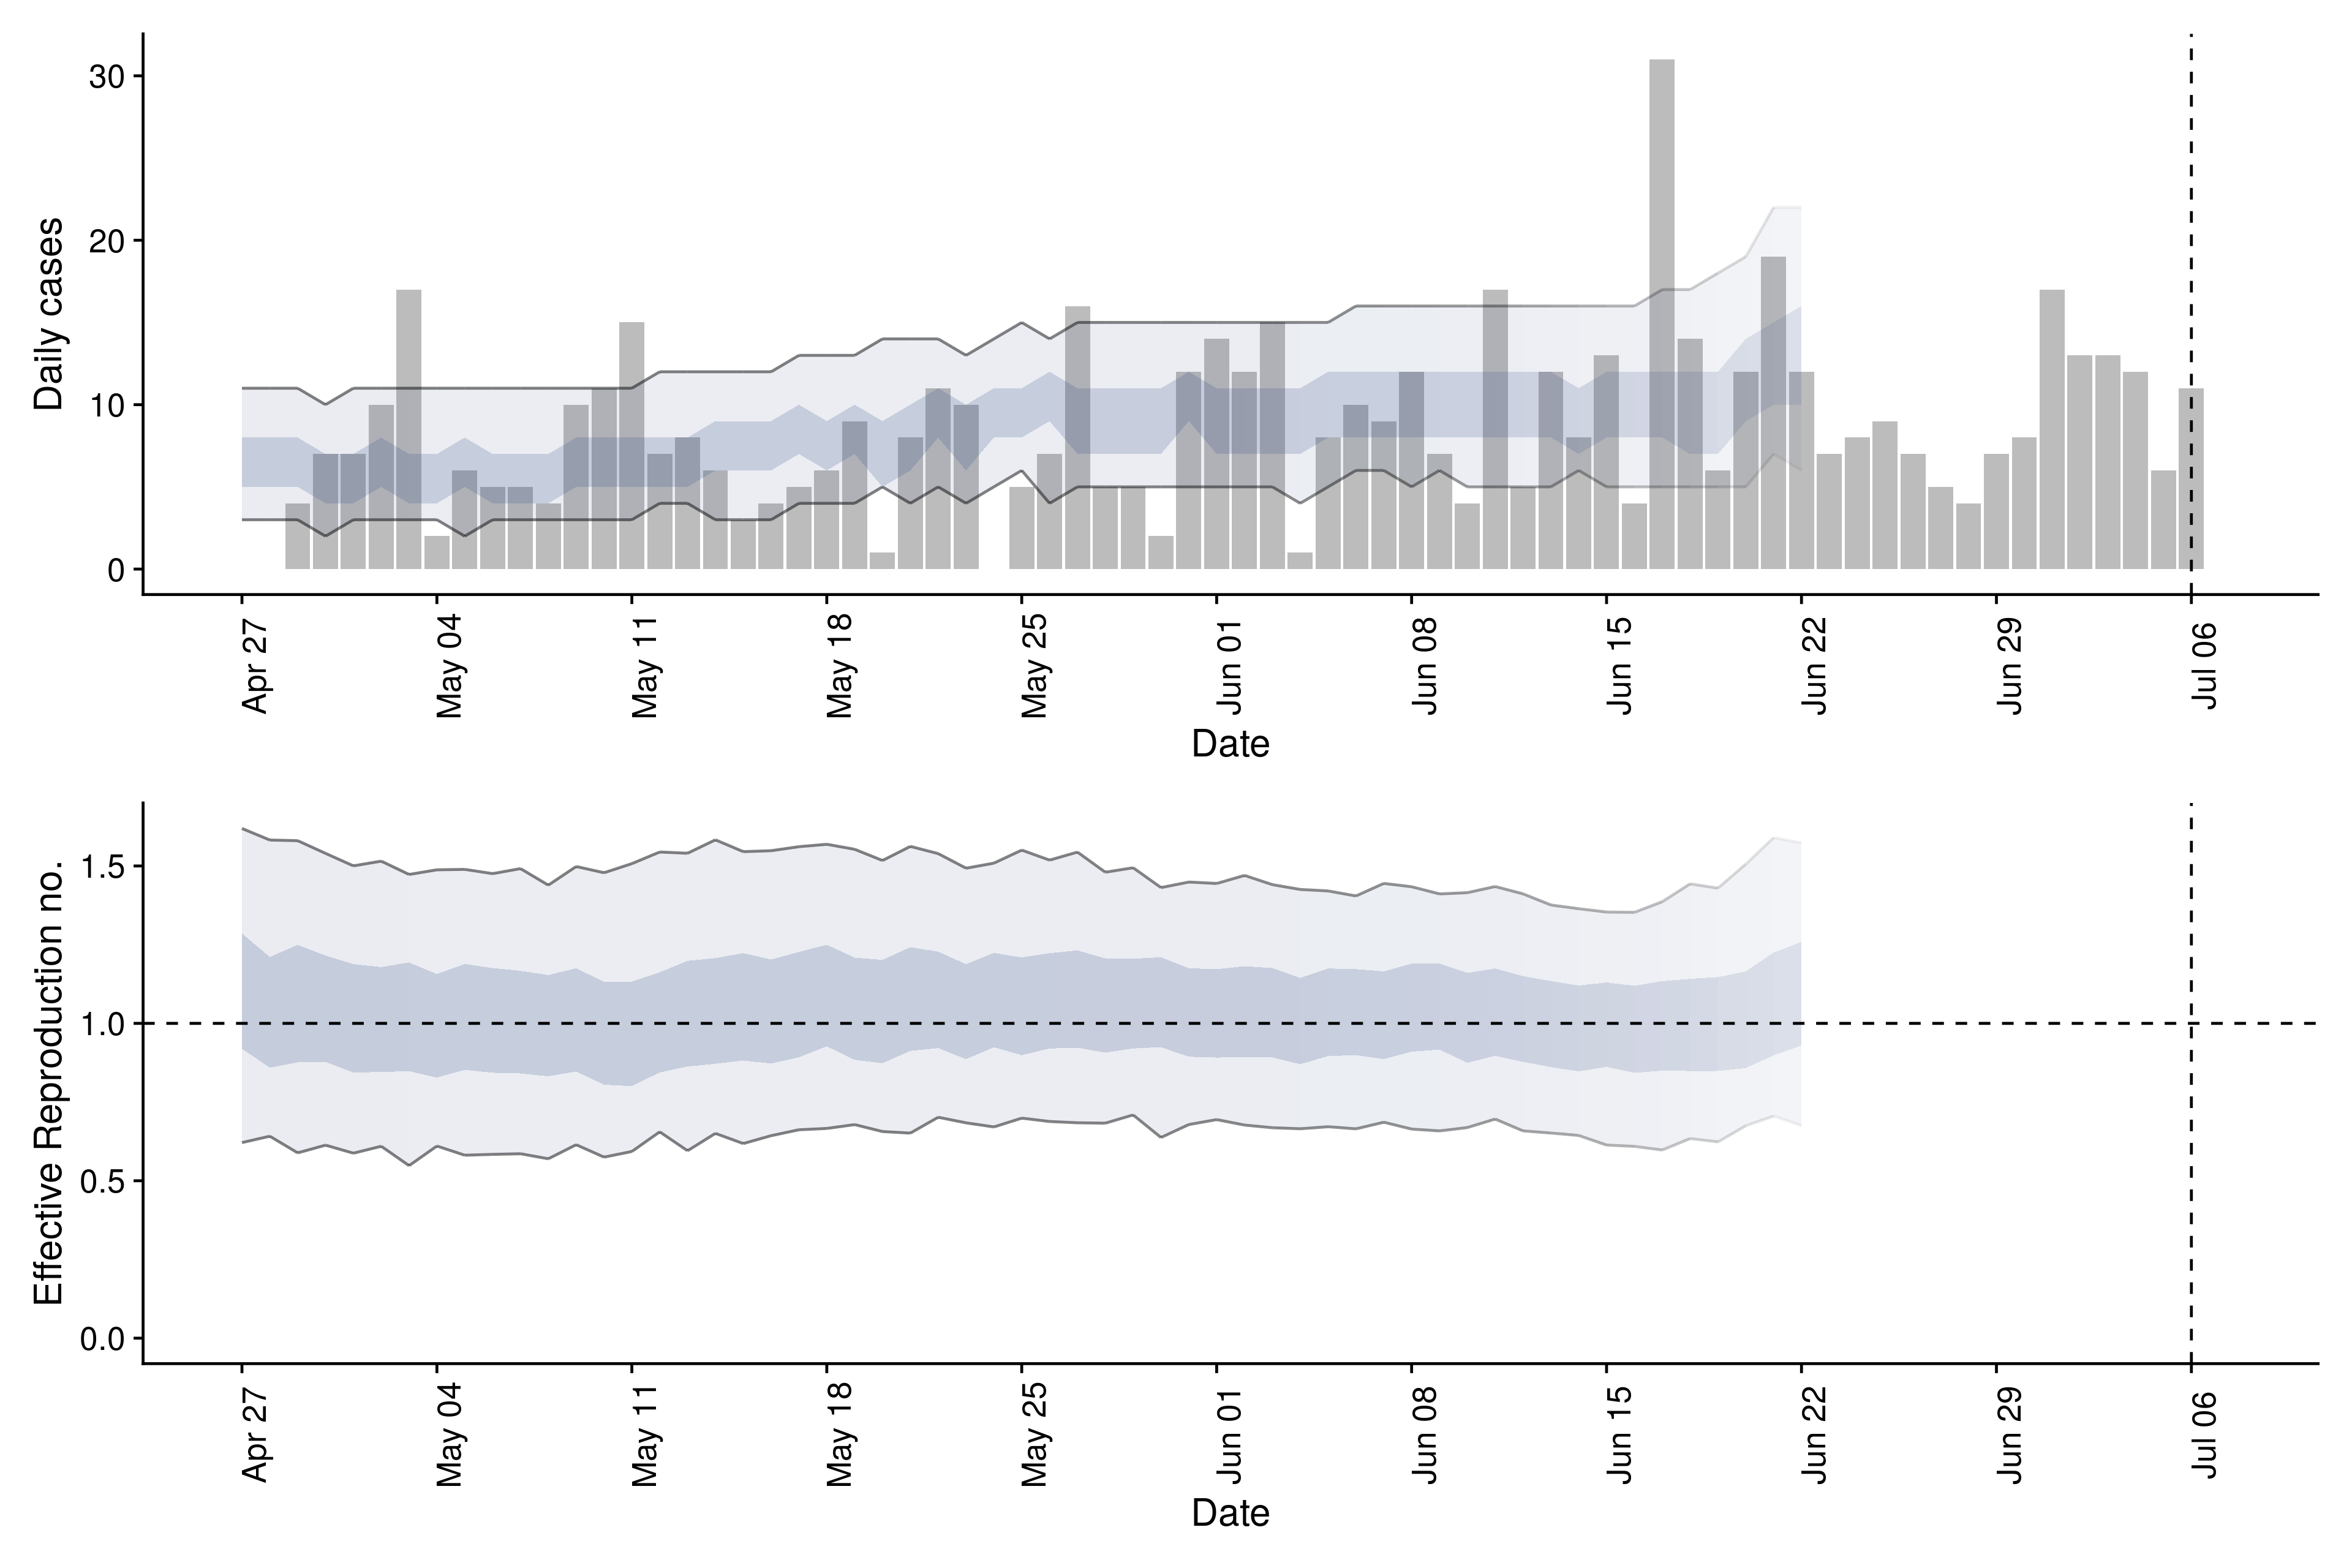 Daily cases
30
20
10
0
Apr 27
May 04
May 11
May 18
May 25
Jun 01
Jun 08
Jun 15
Jun 22
Jun 29
Jul 06
Date
Effective Reproduction no.
1.5
1.0
0.5
0.0
Apr 27
May 04
May 11
May 18
May 25
Jun 01
Jun 08
Jun 15
Jun 22
Jun 29
Jul 06
Date